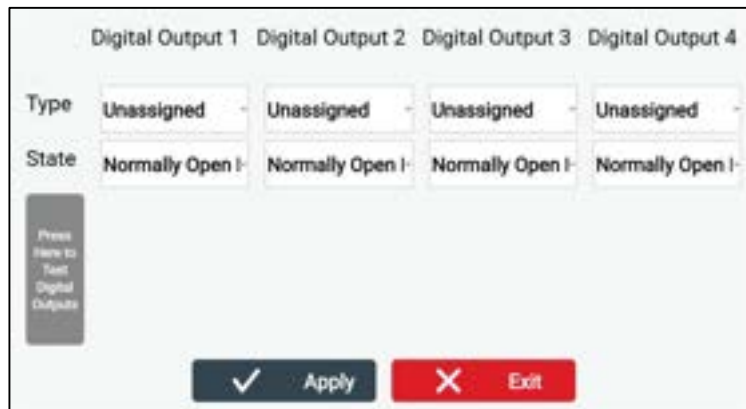 Digital Output 1 Digital Output 2 Digital Output 3 Digital Output 4
Type Unassigned Unassigned Unassigned Unassigned
State Normally Open Normally Open Normally Open Normally Open
Press
Here to
Test
Digital
Outputs
Apply Exit